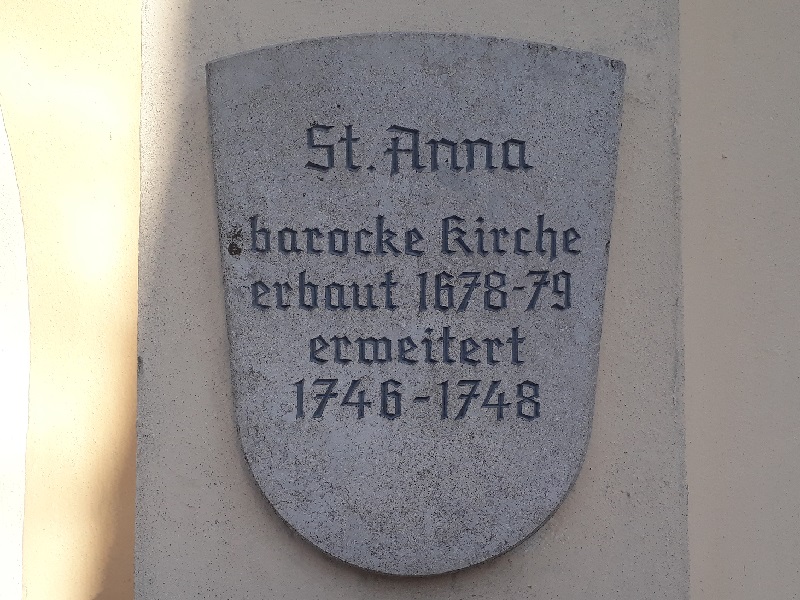 St. Anna
barocke Kirche
erbaut 1678-79
erweitert
1746-1748